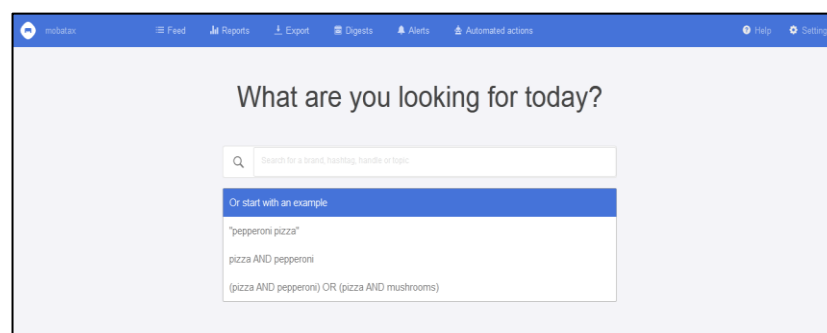 mobatax Feed Reports Export Digests Alerts Automated actions Help Setting
What are you looking for today?
Search for a brand, hashtag, handle or topic
Or start with an example
"pepperoni pizza"
pizza AND pepperoni
(pizza AND pepperoni) OR (pizza AND mushrooms)